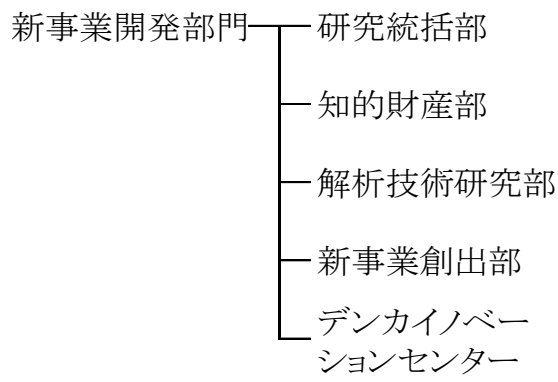 新事業開発部門
研究統括部
知的財産部
解析技術研究部
新事業創出部
デンカイノベー
ションセンター